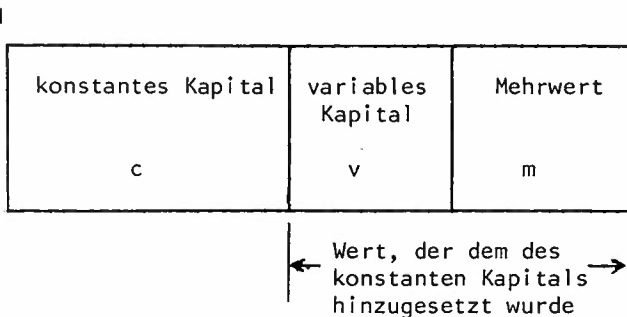 konstantes Kapital
variables Kapital
Mehrwert
c
v
m
Wert, der dem des
konstanten Kapitals
hinzugesetzt wurde